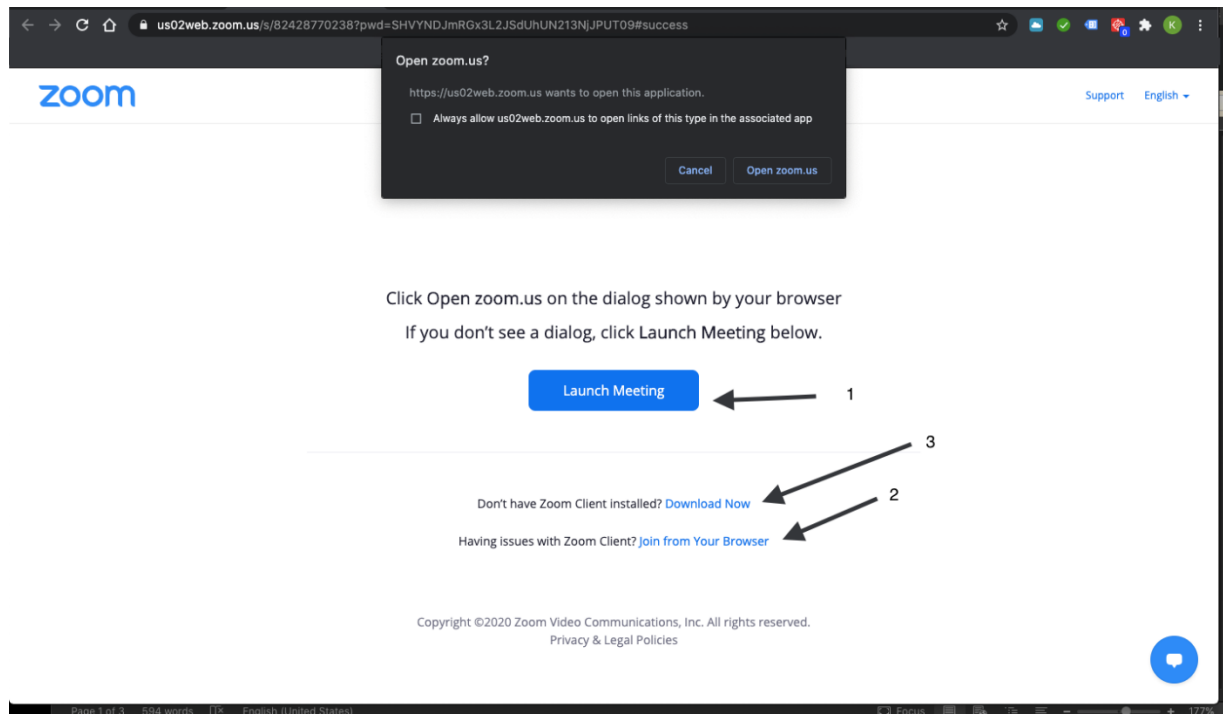 us02web.zoom.us/s/82428770238?pwd=SHVYNDJmRGx3L2JSdUhUN213NjJPUT09#success
0
K
Open zoom.us?
https://us02web.zoom.us wants to open this application.
Always allow us02web.zoom.us to open links of this type in the associated app
Cancel Open zoom.us
zoom
Support English
Click Open zoom.us on the dialog shown by your browser
If you don't see a dialog, click Launch Meeting below.
Launch Meeting
1
3
Don't have Zoom Client installed? Download Now
2
Having issues with Zoom Client? Join from Your Browser
Copyright ©2020 Zoom Video Communications, Inc. All rights reserved.
Privacy & Legal Policies
Page 1 of 3 594 words English (United States) Focus 177%